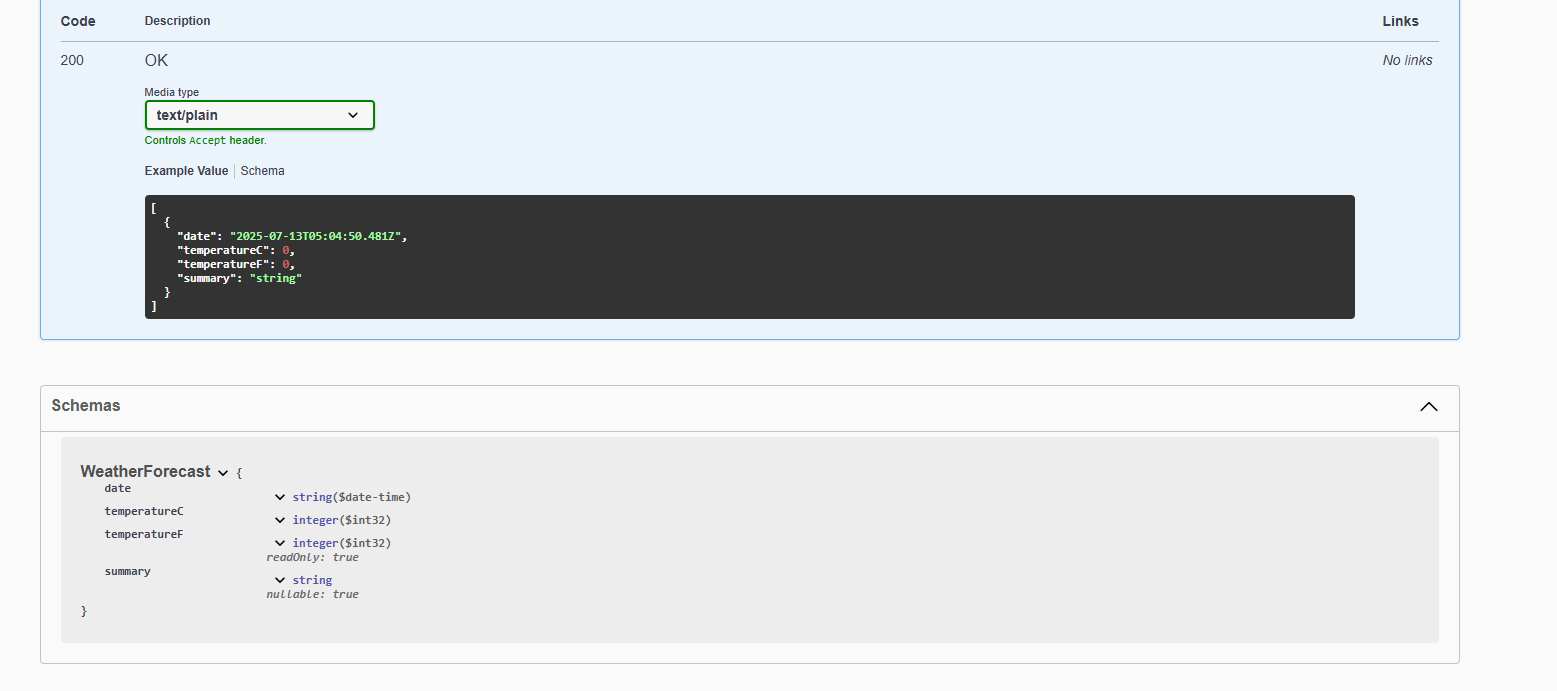 Code Description Links
200 OK No links
Media type
text/plain
Controls Accept header.
Example Value Schema
[
  {
    "date": "2025-07-13T05:04:50.481Z",
    "temperatureC": 0,
    "temperatureF": 0,
    "summary": "string"
  }
]
Schemas
WeatherForecast {
date string($date-time)
temperatureC integer($int32)
temperatureF integer($int32)
readOnly: true
summary string
nullable: true
}